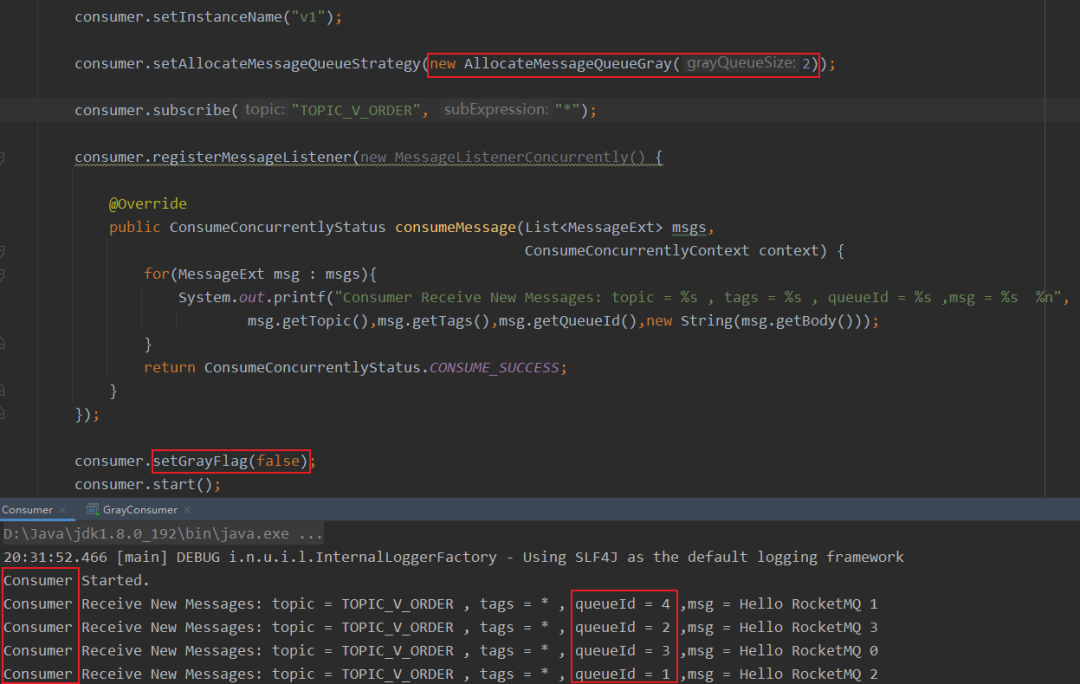 consumer.setInstanceName("v1");
consumer.setAllocateMessageQueueStrategy(new AllocateMessageQueueGray( grayQueueSize: 2));
consumer.subscribe( topic: "TOPIC_V_ORDER", subExpression: "*");
consumer.registerMessageListener(new MessageListenerConcurrently() {
@Override
public ConsumeConcurrentlyStatus consumeMessage(List<MessageExt> msgs,
ConsumeConcurrentlyContext context) {
for(MessageExt msg : msgs){
System.out.printf("Consumer Receive New Messages: topic = %s , tags = %s , queueId = %s ,msg = %s  %n",
msg.getTopic(),msg.getTags(),msg.getQueueId(),new String(msg.getBody()));
}
return ConsumeConcurrentlyStatus.CONSUME_SUCCESS;
}
});
consumer.setGrayFlag(false);
consumer.start();
Consumer × GrayConsumer ×
D:\Java\jdk1.8.0_192\bin\java.exe ...
20:31:52.466 [main] DEBUG i.n.u.i.l.InternalLoggerFactory - Using SLF4J as the default logging framework
Consumer Started.
Consumer Receive New Messages: topic = TOPIC_V_ORDER , tags = * , queueId = 4 ,msg = Hello RocketMQ 1
Consumer Receive New Messages: topic = TOPIC_V_ORDER , tags = * , queueId = 2 ,msg = Hello RocketMQ 3
Consumer Receive New Messages: topic = TOPIC_V_ORDER , tags = * , queueId = 3 ,msg = Hello RocketMQ 0
Consumer Receive New Messages: topic = TOPIC_V_ORDER , tags = * , queueId = 1 ,msg = Hello RocketMQ 2